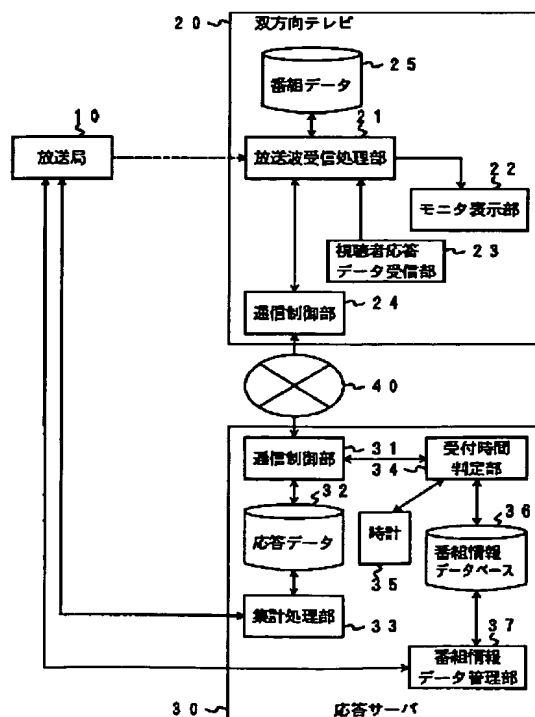 20
双方向テレビ
25
番組データ
10
放送局
21
放送波受信処理部
22
モニタ表示部
視聴者応答
データ受信部
23
24
通信制御部
40
通信制御部
31
34
受付時間
判定部
32
応答データ
時計
35
36
番組情報
データベース
集計処理部
33
37
番組情報
データ管理部
30
応答サーバ